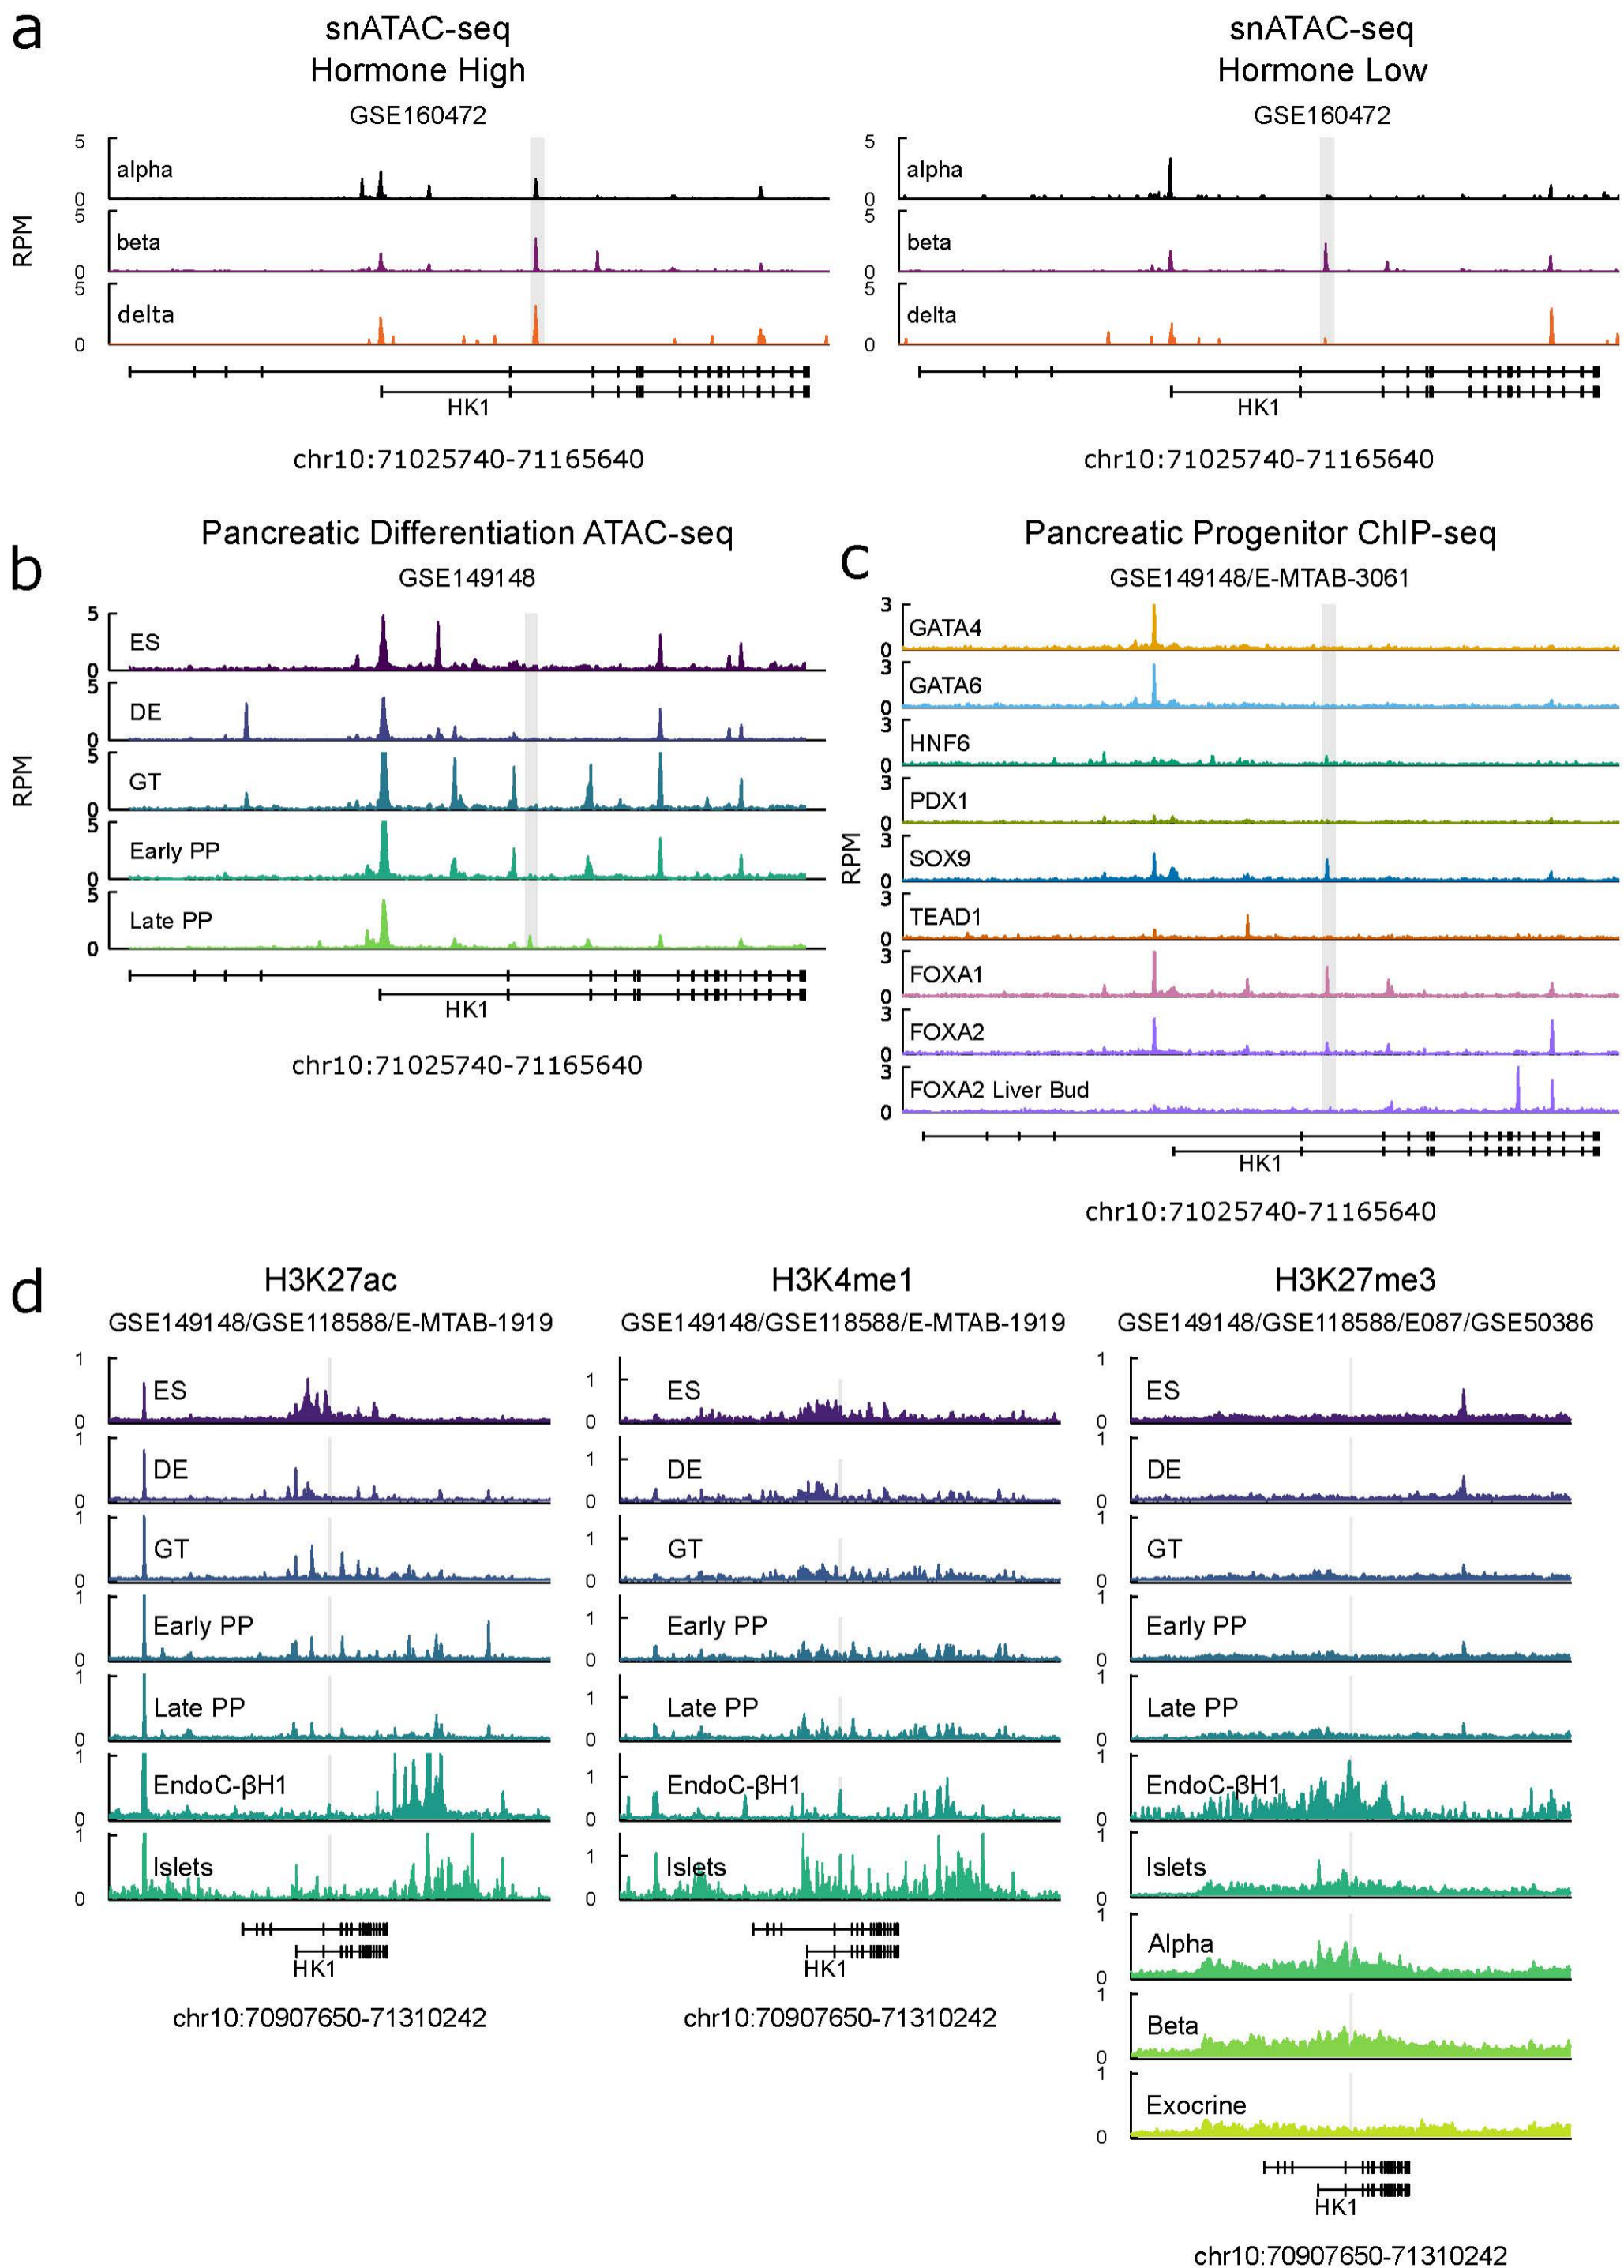 a
snATAC-seq
Hormone High
GSE160472
RPM
5
alpha
0
5
beta
0
5
delta
0
HK1
chr10:71025740-71165640
snATAC-seq
Hormone Low
GSE160472
5
alpha
0
5
beta
0
5
delta
0
HK1
chr10:71025740-71165640
b
Pancreatic Differentiation ATAC-seq
GSE149148
RPM
5
ES
0
5
DE
0
5
GT
0
5
Early PP
0
5
Late PP
0
HK1
chr10:71025740-71165640
c
Pancreatic Progenitor ChIP-seq
GSE149148/E-MTAB-3061
RPM
3
GATA4
0
3
GATA6
0
3
HNF6
0
3
PDX1
0
3
SOX9
0
3
TEAD1
0
3
FOXA1
0
3
FOXA2
0
3
FOXA2 Liver Bud
0
HK1
chr10:71025740-71165640
d
H3K27ac
GSE149148/GSE118588/E-MTAB-1919
1
ES
0
1
DE
0
1
GT
0
1
Early PP
0
1
Late PP
0
1
EndoC-βH1
0
1
Islets
0
HK1
chr10:70907650-71310242
H3K4me1
GSE149148/GSE118588/E-MTAB-1919
1
ES
0
1
DE
0
1
GT
0
1
Early PP
0
1
Late PP
0
1
EndoC-βH1
0
1
Islets
0
HK1
chr10:70907650-71310242
H3K27me3
GSE149148/GSE118588/E087/GSE50386
1
ES
0
1
DE
0
1
GT
0
1
Early PP
0
1
Late PP
0
1
EndoC-βH1
0
1
Islets
0
1
Alpha
0
1
Beta
0
1
Exocrine
0
HK1
chr10:70907650-71310242